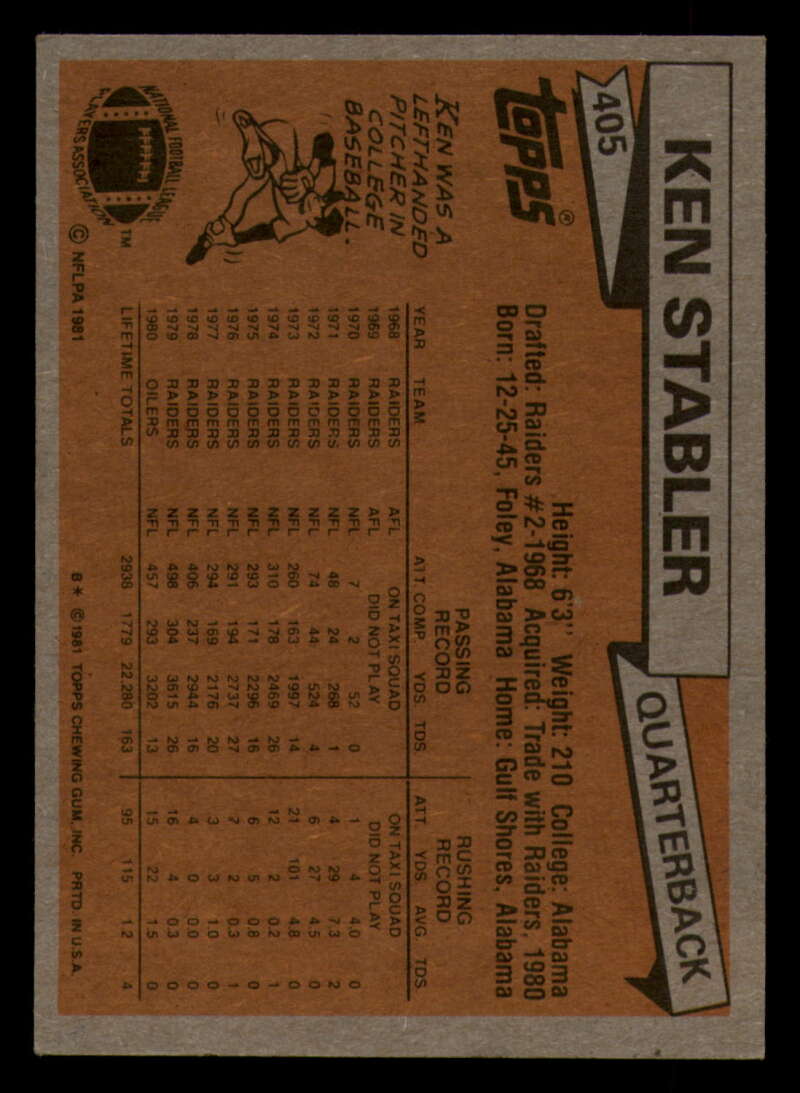 405
KEN STABLER
QUARTERBACK
TOPPS®
Height: 6'3" Weight: 210 College: Alabama
Drafted: Raiders #2-1968 Acquired: Trade with Raiders, 1980
Born: 12-25-45, Foley, Alabama Home: Gulf Shores, Alabama
KEN WAS A
LEFTHANDED
PITCHER IN
COLLEGE
BASEBALL.
PASSING RECORD RUSHING RECORD
YEAR TEAM ATT COMP YDS TDS ATT YDS AVG TDS
1968 RAIDERS AFL ON TAXI SQUAD ON TAXI SQUAD
1969 RAIDERS AFL DID NOT PLAY DID NOT PLAY
1970 RAIDERS NFL 7 2 52 0 1 4 4.0 0
1971 RAIDERS NFL 48 24 268 1 4 29 7.3 2
1972 RAIDERS NFL 74 44 524 4 6 27 4.5 0
1973 RAIDERS NFL 260 163 1997 14 21 101 4.8 0
1974 RAIDERS NFL 310 178 2469 26 12 2 0.2 1
1975 RAIDERS NFL 293 171 2296 16 6 5 0.8 0
1976 RAIDERS NFL 291 194 2737 27 7 2 0.3 1
1977 RAIDERS NFL 294 169 2176 20 3 3 1.0 0
1978 RAIDERS NFL 406 237 2944 16 4 0 0.0 0
1979 RAIDERS NFL 498 304 3615 26 16 4 0.3 0
1980 OILERS NFL 457 293 3202 13 15 22 1.5 0
LIFETIME TOTALS 2938 1779 22,280 163 95 115 1.2 4
NATIONAL FOOTBALL LEAGUE
PLAYERS ASSOCIATION
TM
© NFLPA 1981
B* © 1981 TOPPS CHEWING GUM, INC. PRTD. IN U.S.A.